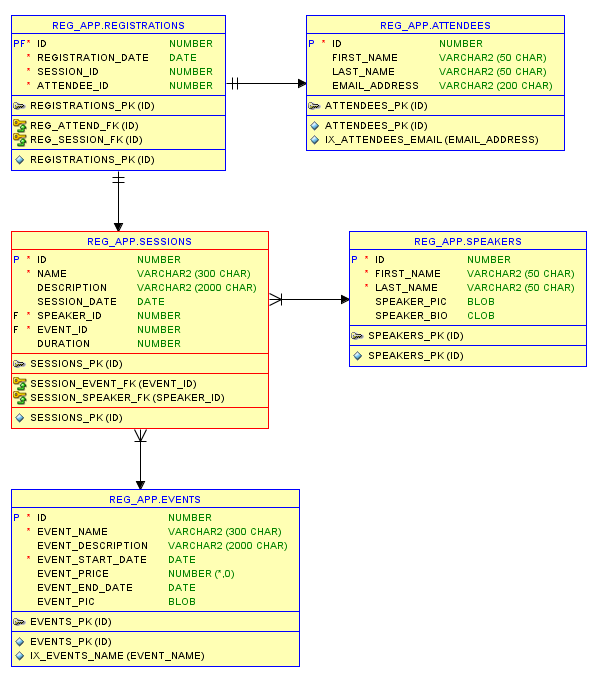 REG_APP.REGISTRATIONS
PF* ID NUMBER
* REGISTRATION_DATE DATE
* SESSION_ID NUMBER
* ATTENDEE_ID NUMBER
REGISTRATIONS_PK (ID)
REG_ATTEND_FK (ID)
REG_SESSION_FK (ID)
REGISTRATIONS_PK (ID)
REG_APP.ATTENDEES
P * ID NUMBER
FIRST_NAME VARCHAR2 (50 CHAR)
LAST_NAME VARCHAR2 (50 CHAR)
EMAIL_ADDRESS VARCHAR2 (200 CHAR)
ATTENDEES_PK (ID)
ATTENDEES_PK (ID)
IX_ATTENDEES_EMAIL (EMAIL_ADDRESS)
REG_APP.SESSIONS
P * ID NUMBER
* NAME VARCHAR2 (300 CHAR)
DESCRIPTION VARCHAR2 (2000 CHAR)
SESSION_DATE DATE
F * SPEAKER_ID NUMBER
F * EVENT_ID NUMBER
DURATION NUMBER
SESSIONS_PK (ID)
SESSION_EVENT_FK (EVENT_ID)
SESSION_SPEAKER_FK (SPEAKER_ID)
SESSIONS_PK (ID)
REG_APP.SPEAKERS
P * ID NUMBER
* FIRST_NAME VARCHAR2 (50 CHAR)
* LAST_NAME VARCHAR2 (50 CHAR)
SPEAKER_PIC BLOB
SPEAKER_BIO CLOB
SPEAKERS_PK (ID)
SPEAKERS_PK (ID)
REG_APP.EVENTS
P * ID NUMBER
* EVENT_NAME VARCHAR2 (300 CHAR)
EVENT_DESCRIPTION VARCHAR2 (2000 CHAR)
* EVENT_START_DATE DATE
EVENT_PRICE NUMBER (*,0)
EVENT_END_DATE DATE
EVENT_PIC BLOB
EVENTS_PK (ID)
EVENTS_PK (ID)
IX_EVENTS_NAME (EVENT_NAME)